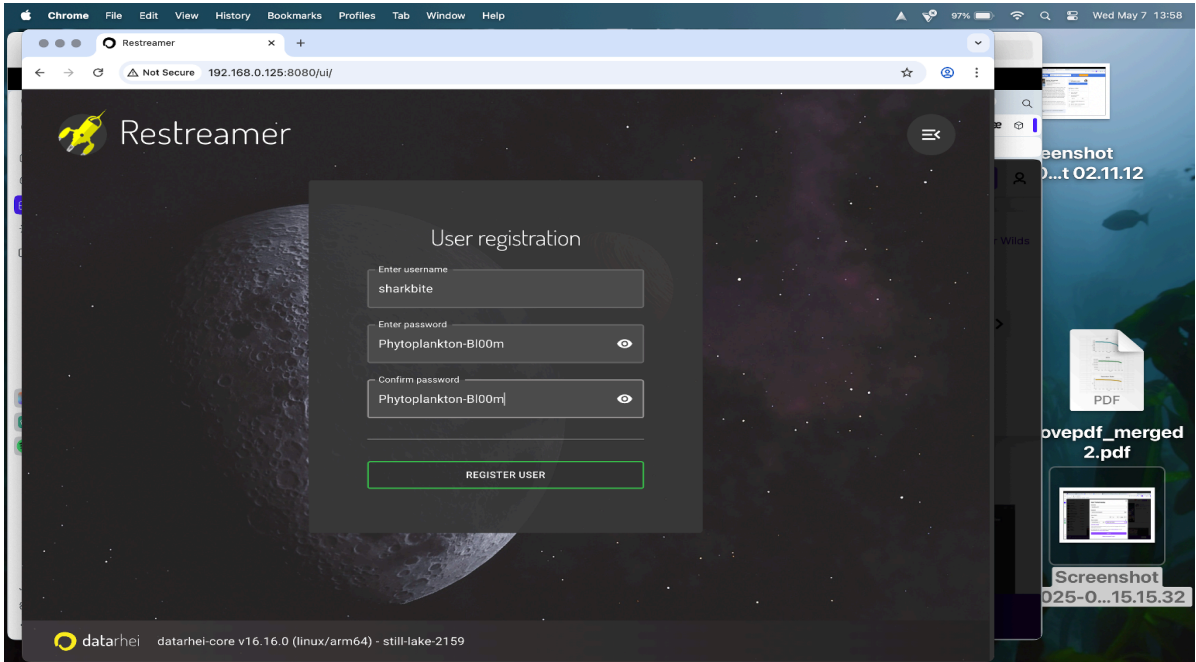 Chrome File Edit View History Bookmarks Profiles Tab Window Help 97% Wed May 7 13:58
Restreamer
Not Secure 192.168.0.125:8080/ui/
Restreamer
eenshot
...t 02.11.12
r Wilds
User registration
Enter username
sharkbite
Enter password
Phytoplankton-Bl00m
Confirm password
Phytoplankton-Bl00m
REGISTER USER
PDF
ovepdf_merged
2.pdf
Screenshot
025-0...15.15.32
datarhei datarhei-core v16.16.0 (linux/arm64) - still-lake-2159